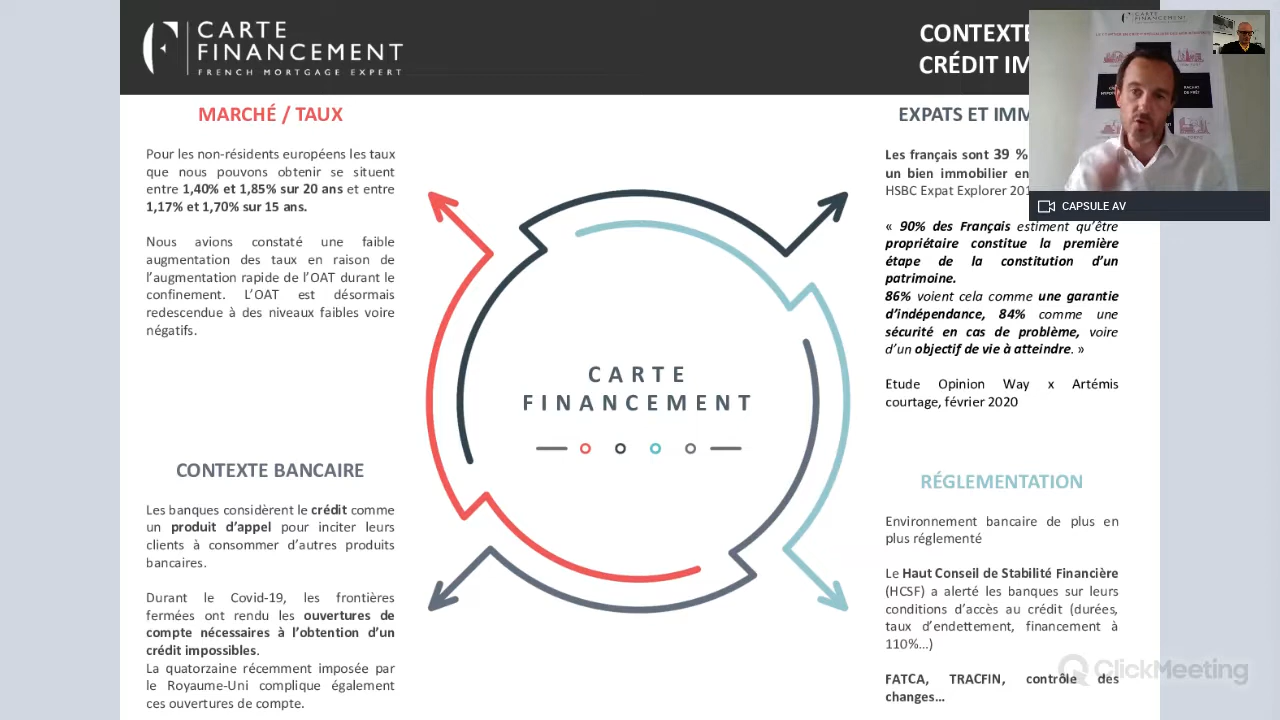 CARTE
FINANCEMENT
FRENCH MORTGAGE EXPERT
CONTEXTE
CRÉDIT IM
MARCHÉ / TAUX
Pour les non-résidents européens les taux
que nous pouvons obtenir se situent
entre 1,40% et 1,85% sur 20 ans et entre
1,17% et 1,70% sur 15 ans.
Nous avions constaté une faible
augmentation des taux en raison de
l'augmentation rapide de l'OAT durant le
confinement. L'OAT est désormais
redescendue à des niveaux faibles voire
négatifs.
EXPATS ET IMM
Les français sont 39 %
un bien immobilier en
HSBC Expat Explorer 201
« 90% des Français estiment qu'être
propriétaire constitue la première
étape de la constitution d'un
patrimoine.
86% voient cela comme une garantie
d'indépendance, 84% comme une
sécurité en cas de problème, voire
d'un objectif de vie à atteindre. »
Etude Opinion Way x Artémis
courtage, février 2020
CARTE
FINANCEMENT
CARTE
FINANCEMENT
CAPSULE AV
CONTEXTE BANCAIRE
Les banques considèrent le crédit comme
un produit d'appel pour inciter leurs
clients à consommer d'autres produits
bancaires.
Durant le Covid-19, les frontières
fermées ont rendu les ouvertures de
compte nécessaires à l'obtention d'un
crédit impossibles.
La quatorzaine récemment imposée par
le Royaume-Uni complique également
ces ouvertures de compte.
RÉGLEMENTATION
Environnement bancaire de plus en
plus réglementé
Le Haut Conseil de Stabilité Financière
(HCSF) a alerté les banques sur leurs
conditions d'accès au crédit (durées,
taux d'endettement, financement à
110%...)
FATCA, TRACFIN, contrôle des
changes...
ClickMeeting